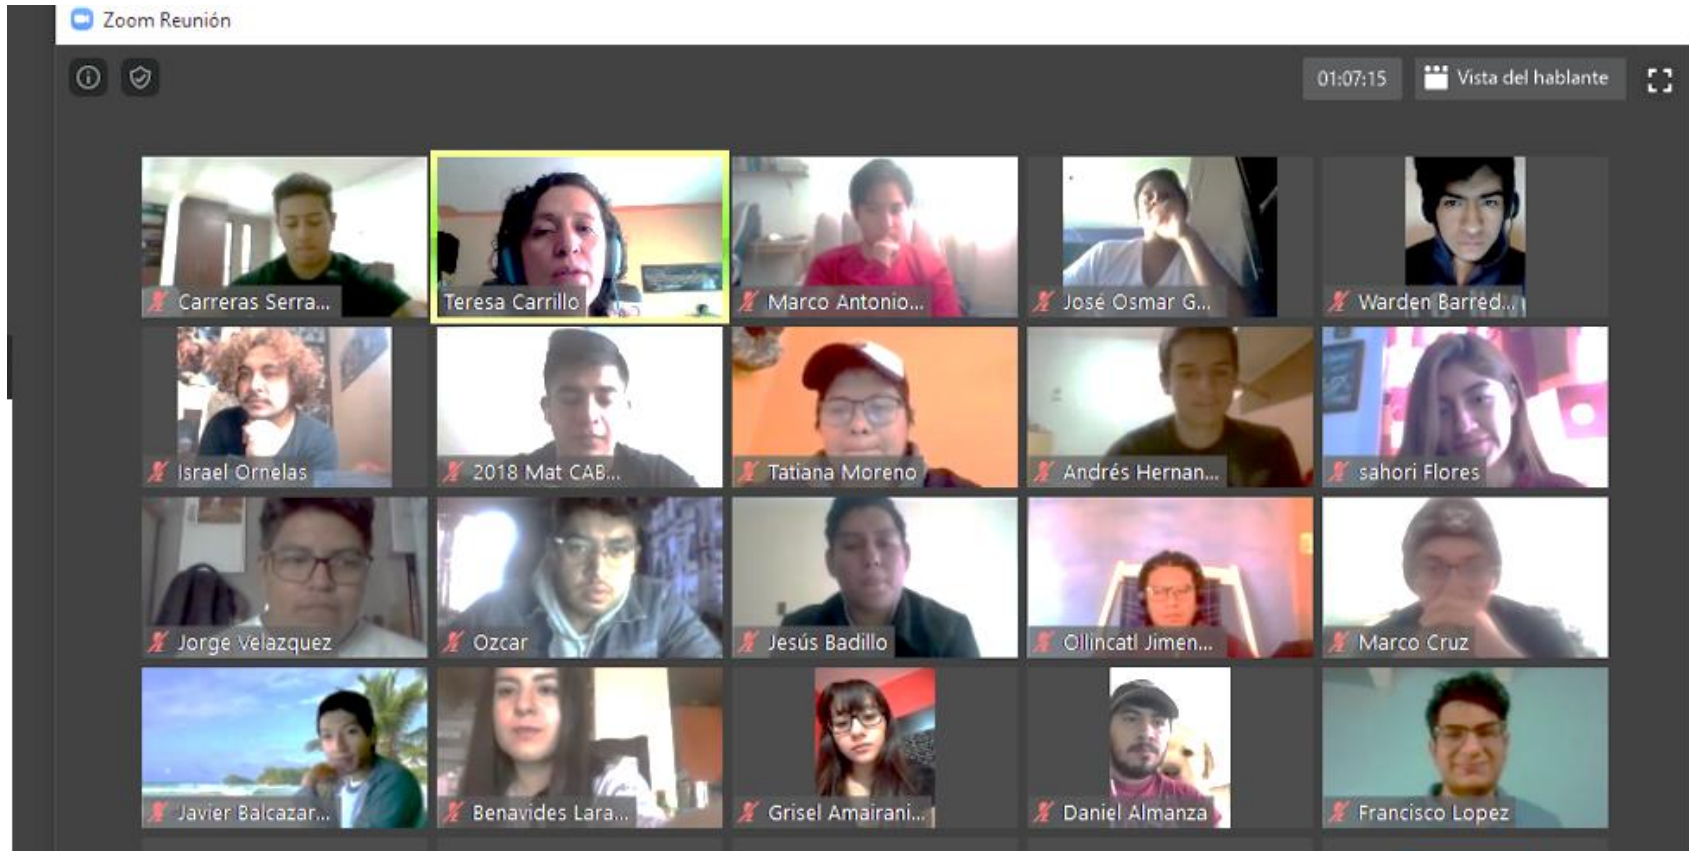 Zoom Reunión
01:07:15 Vista del hablante
Carreras Serra... Teresa Carrillo Marco Antonio... José Osmar G... Warden Barred...
Israel Ornelas 2018 Mat CAB... Tatiana Moreno Andrés Hernan... sahori Flores
Jorge Velazquez Ozcar Jesús Badillo Ollincatl Jimen... Marco Cruz
Javier Balcazar... Benavides Lara... Grisel Amairani... Daniel Almanza Francisco Lopez